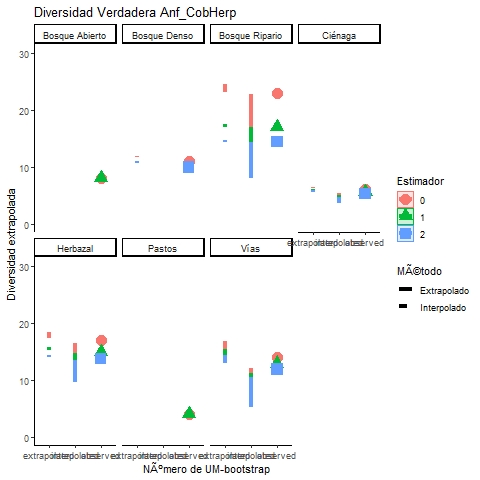 Diversidad Verdadera Anf_CobHerp
Bosque Abierto
Bosque Denso
Bosque Ripario
Ciénaga
30
20
10
0
Herbazal
Pastos
Vías
30
20
10
0
Diversidad extrapolada
NÃºmero de UM-bootstrap
Estimador
0
1
2
MÃ©todo
Extrapolado
Interpolado